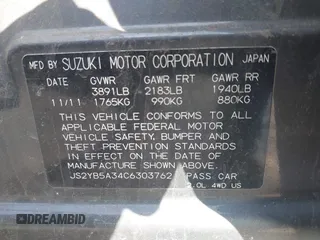 MFD BY SUZUKI MOTOR CORPORATION JAPAN
DATE GVWR GAWR FRT GAWR RR
3891LB 2183LB 1940LB
11/11 1765KG 990KG 880KG
THIS VEHICLE CONFORMS TO ALL
APPLICABLE FEDERAL MOTOR
VEHICLE SAFETY, BUMPER AND
THEFT PREVENTION STANDARDS
IN EFFECT ON THE DATE OF
MANUFACTURE SHOWN ABOVE.
JS2YB5A34C6303762 PASS CAR
2.0L 4WD US
DREAMBID